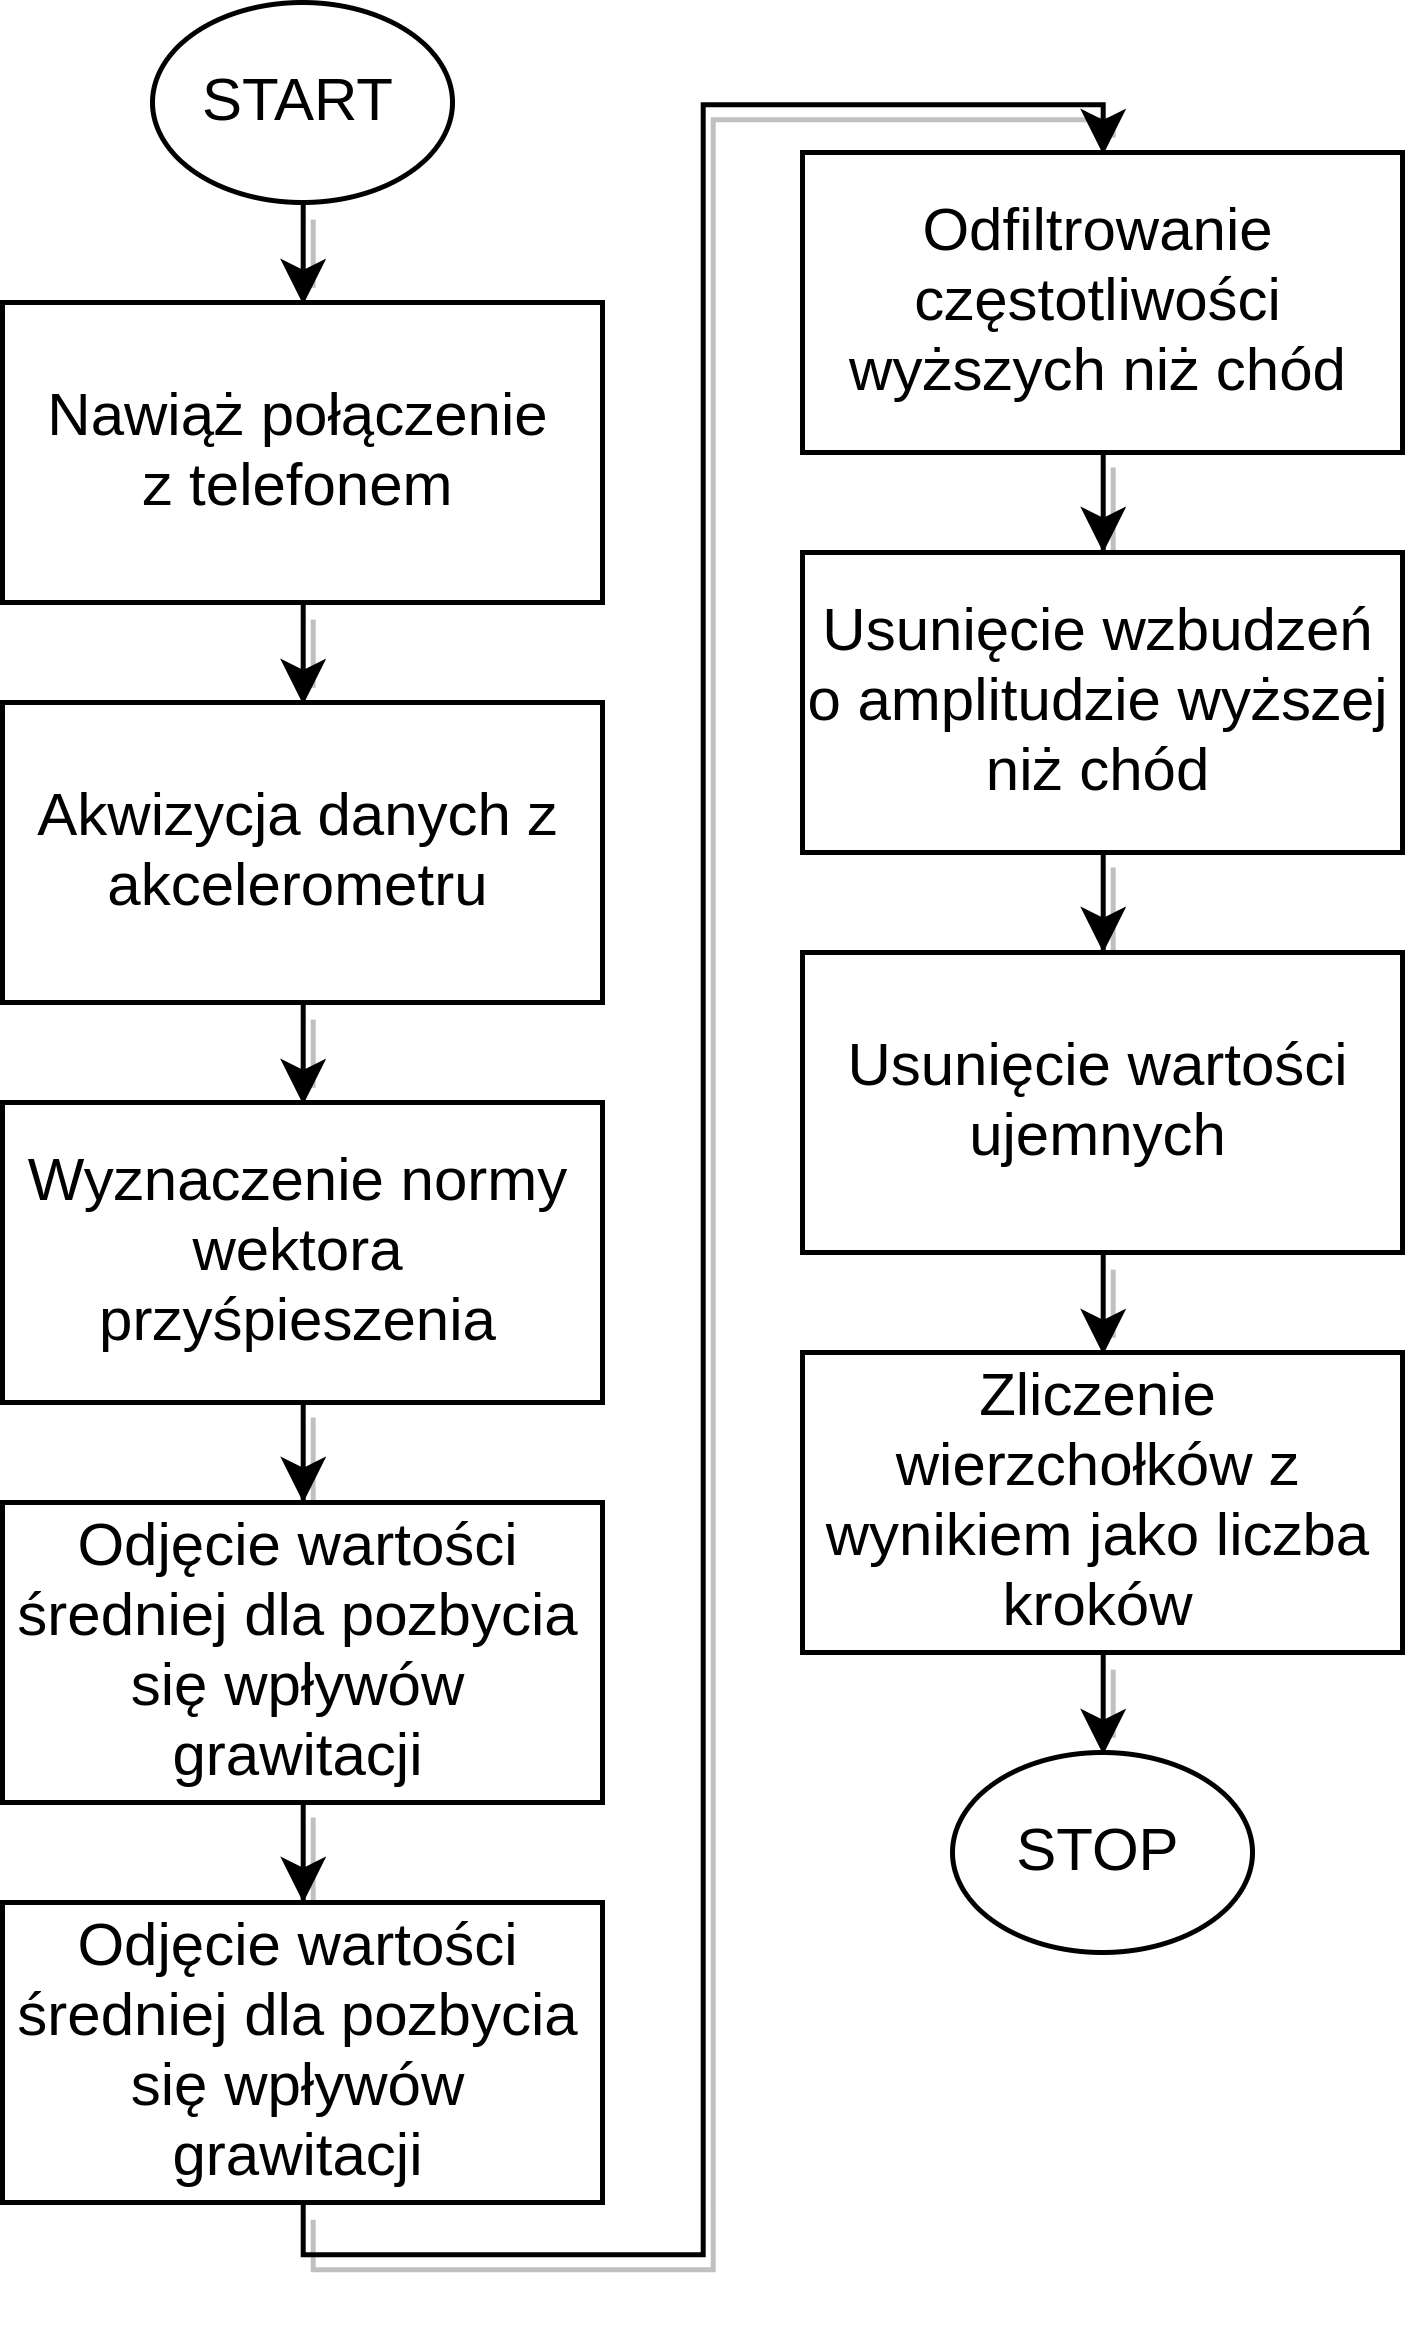 START
Nawiąż połączenie
z telefonem
Akwizycja danych z
akcelerometru
Wyznaczenie normy
wektora
przyśpieszenia
Odjęcie wartości
średniej dla pozbycia
się wpływów
grawitacji
Odjęcie wartości
średniej dla pozbycia
się wpływów
grawitacji
Odfiltrowanie
częstotliwości
wyższych niż chód
Usunięcie wzbudzeń
o amplitudzie wyższej
niż chód
Usunięcie wartości
ujemnych
Zliczenie
wierzchołków z
wynikiem jako liczba
kroków
STOP